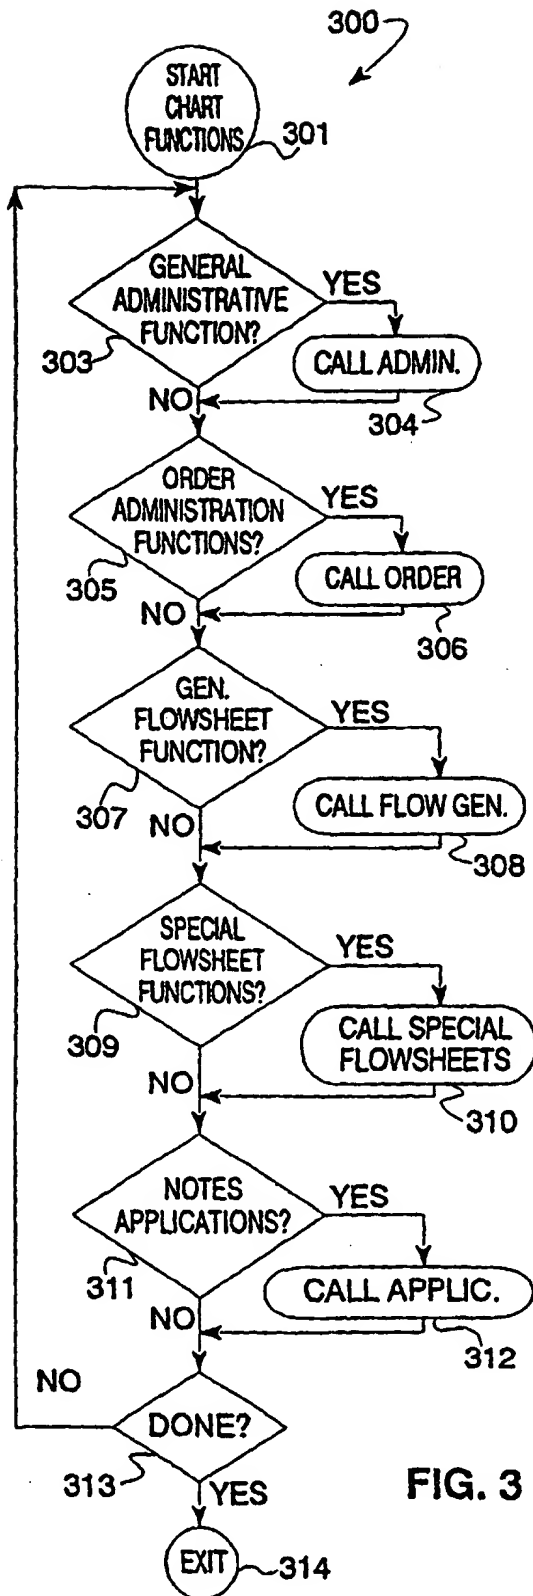 300
START
CHART
FUNCTIONS
301
GENERAL
ADMINISTRATIVE
FUNCTION?
YES
303
CALL ADMIN.
NO
304
ORDER
ADMINISTRATION
FUNCTIONS?
YES
305
CALL ORDER
NO
306
GEN.
FLOWSHEET
FUNCTION?
YES
307
CALL FLOW GEN.
NO
308
SPECIAL
FLOWSHEET
FUNCTIONS?
YES
309
CALL SPECIAL
FLOWSHEETS
NO
310
NOTES
APPLICATIONS?
YES
311
CALL APPLIC.
NO
312
NO
DONE?
313
YES
FIG. 3
EXIT
314